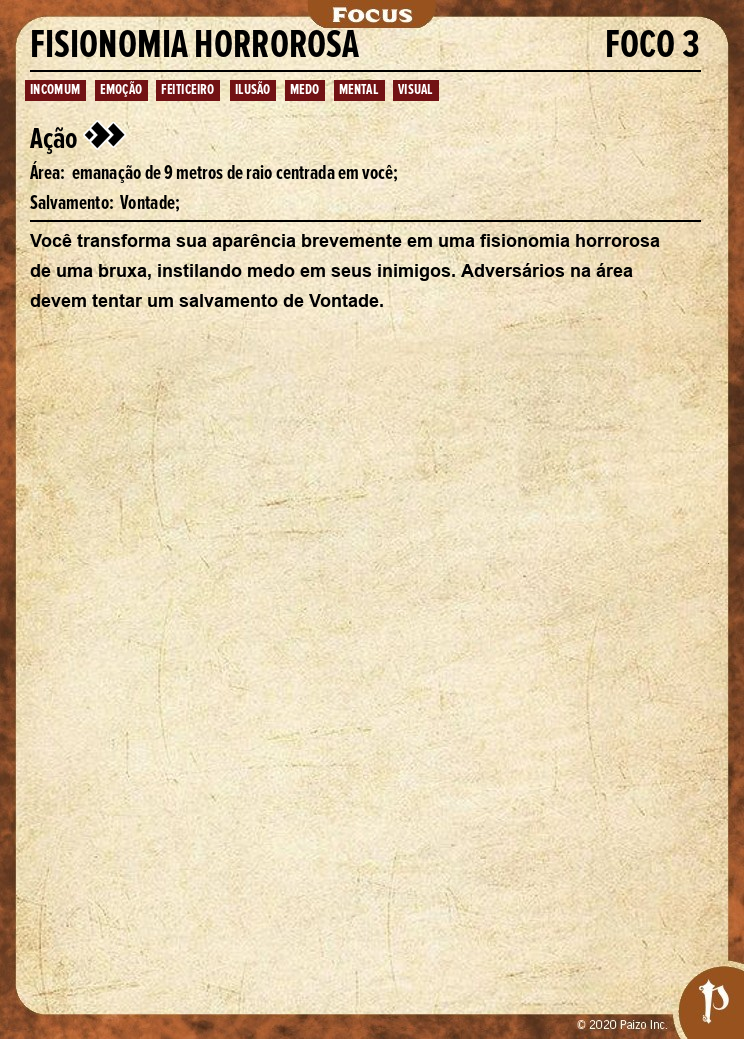 Focus
FISIONOMIA HORROROSA FOCO 3
INCOMUM EMOÇÃO FEITICEIRO ILUSÃO MEDO MENTAL VISUAL
Ação
Área: emanação de 9 metros de raio centrada em você;
Salvamento: Vontade;
Você transforma sua aparência brevemente em uma fisionomia horrorosa
de uma bruxa, instilando medo em seus inimigos. Adversários na área
devem tentar um salvamento de Vontade.
© 2020 Paizo Inc.
P